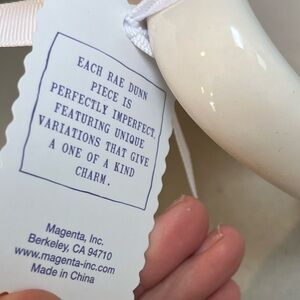 EACH RAE DUNN
PIECE IS
PERFECTLY IMPERFECT,
FEATURING UNIQUE
VARIATIONS THAT GIVE
A ONE OF A KIND
CHARM.
Magenta, Inc.
Berkeley, CA 94710
www.magenta-inc.com
Made in China